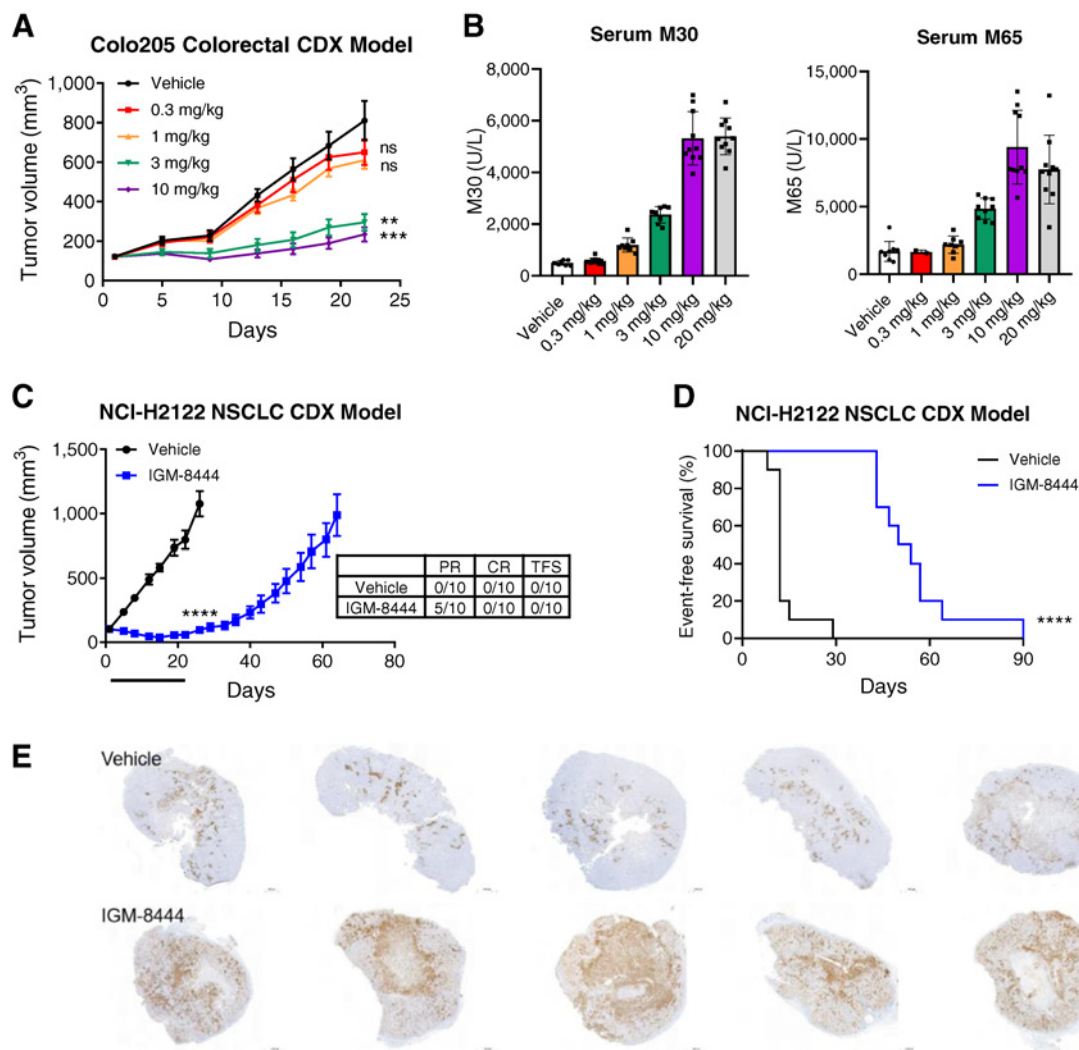 A
Colo205 Colorectal CDX Model
Tumor volume (mm³)
1,000
800
600
400
200
0
Vehicle
0.3 mg/kg
1 mg/kg
3 mg/kg
10 mg/kg
ns
ns
**
***
0 5 10 15 20 25
Days
B
Serum M30
M30 (U/L)
8,000
6,000
4,000
2,000
0
Vehicle
0.3 mg/kg
1 mg/kg
3 mg/kg
10 mg/kg
20 mg/kg
Serum M65
M65 (U/L)
15,000
10,000
5,000
0
Vehicle
0.3 mg/kg
1 mg/kg
3 mg/kg
10 mg/kg
20 mg/kg
C
NCI-H2122 NSCLC CDX Model
Tumor volume (mm³)
1,500
1,000
500
0
Vehicle
IGM-8444
****
PR CR TFS
Vehicle 0/10 0/10 0/10
IGM-8444 5/10 0/10 0/10
0 20 40 60 80
Days
D
NCI-H2122 NSCLC CDX Model
Event-free survival (%)
100
80
60
40
20
0
Vehicle
IGM-8444
****
0 30 60 90
Days
E
Vehicle
IGM-8444